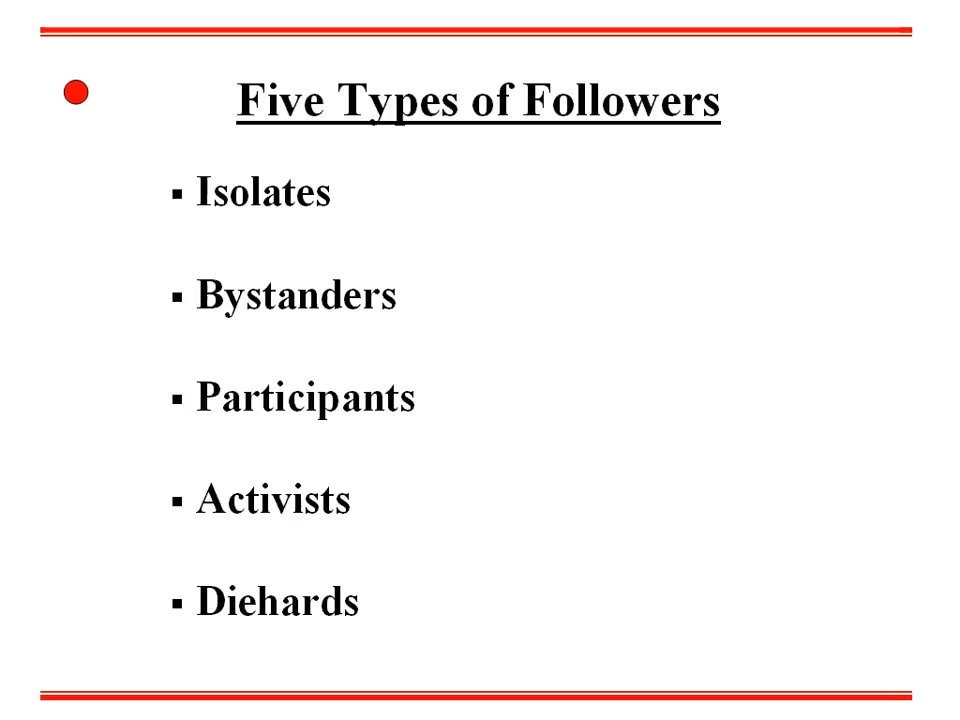 Five Types of Followers
▪ Isolates
▪ Bystanders
▪ Participants
▪ Activists
▪ Diehards